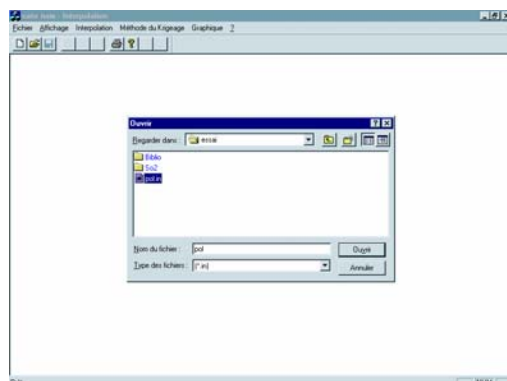 Interpolation
Fichier Affichage Interpolation Méthode du Krigeage Graphique ?
Ouvrir
Regarder dans : essai
Biblio
So2
pol.in
Nom du fichier : pol
Ouvrir
Type des fichiers : (*.in)
Annuler